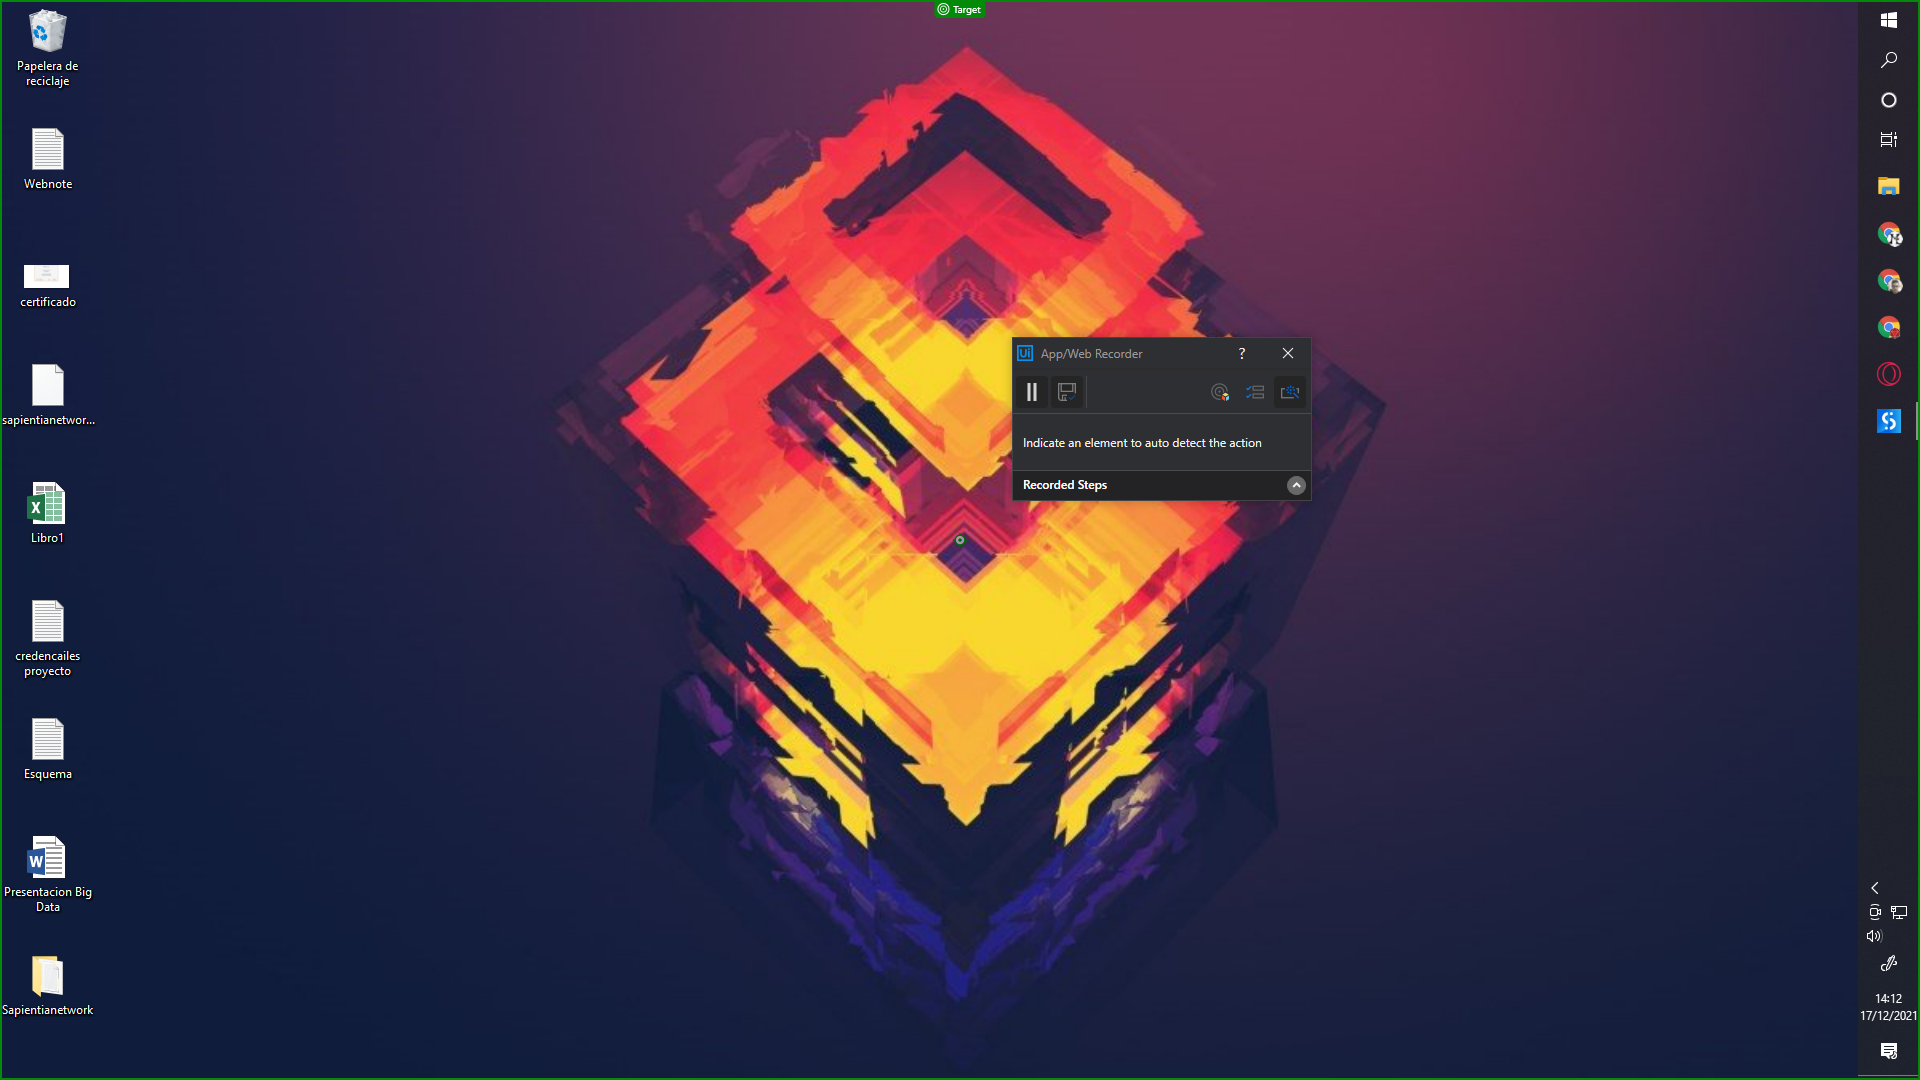 Target
Papelera de
reciclaje
Webnote
certificado
sapientianetwor...
Libro1
credencailes
proyecto
Esquema
Presentacion Big
Data
Sapientianetwork
Ui App/Web Recorder ?
Indicate an element to auto detect the action
Recorded Steps
14:12
17/12/2021